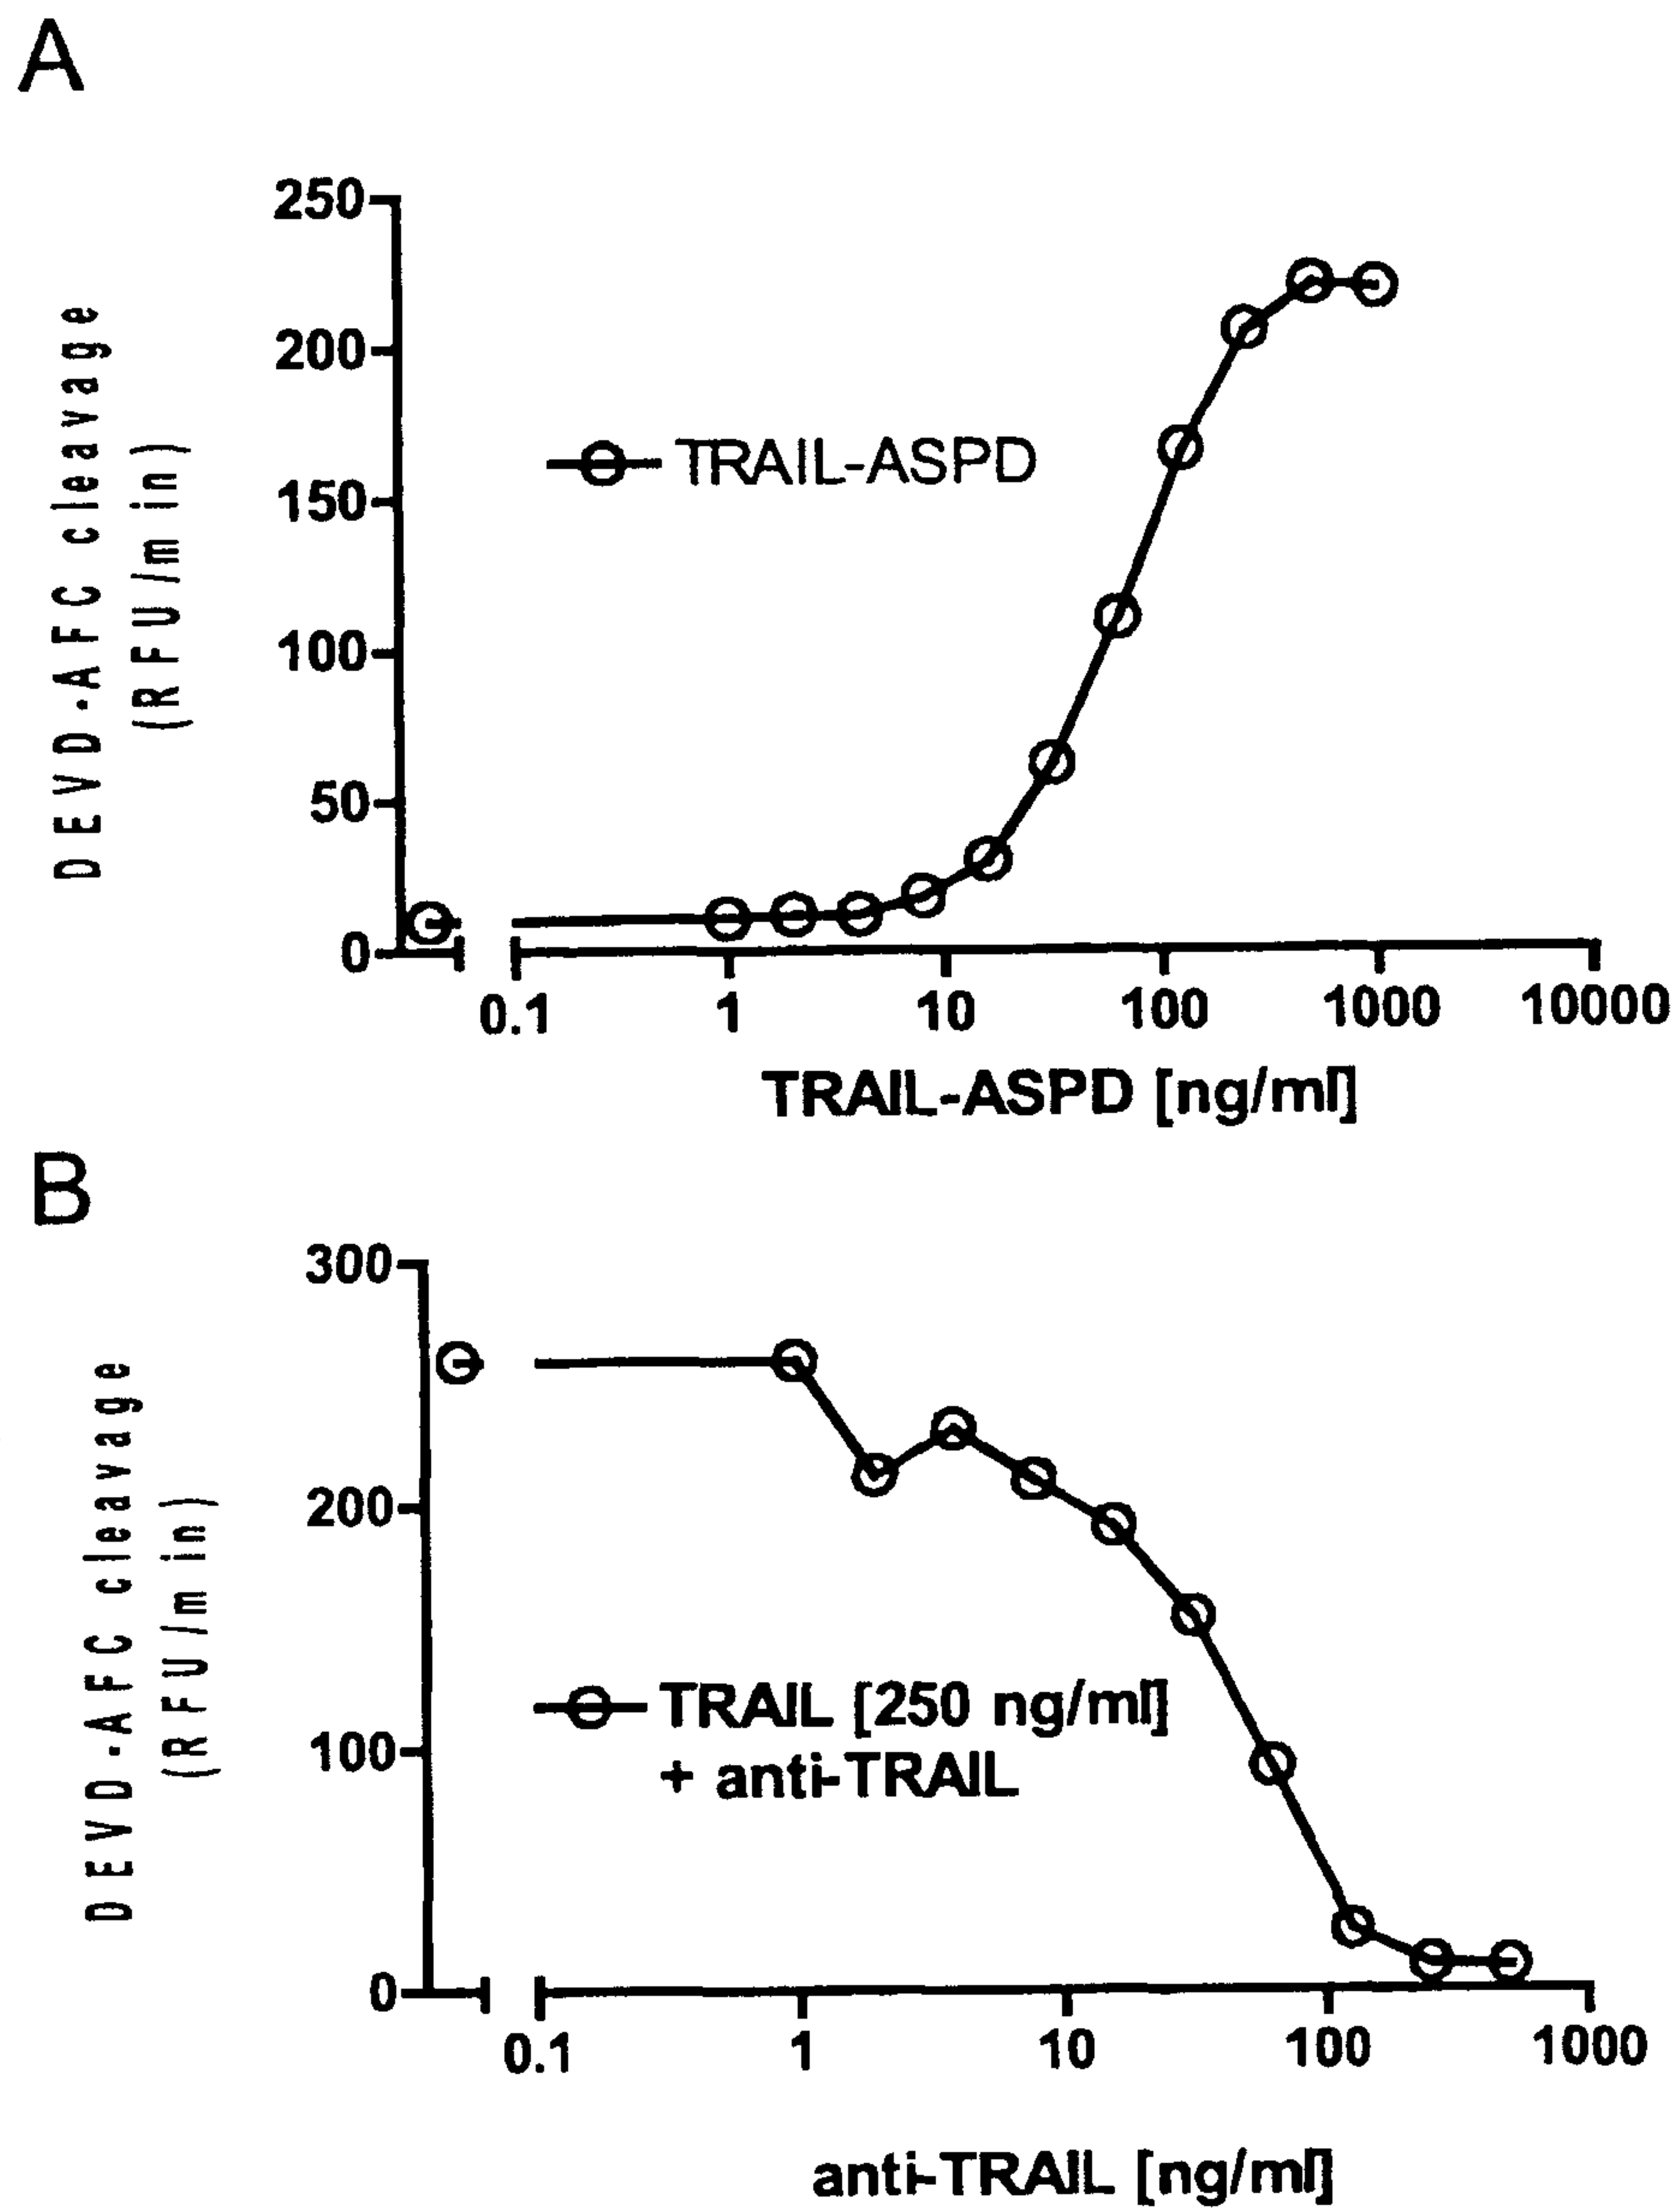 A
250
200
150
100
50
0
DEVD-AFC cleavage
(RFU/min)
TRAIL-ASPD
0.1 1 10 100 1000 10000
TRAIL-ASPD [ng/ml]
B
300
200
100
0
DEVD-AFC cleavage
(RFU/min)
TRAIL [250 ng/ml]
+ anti-TRAIL
0.1 1 10 100 1000
anti-TRAIL [ng/ml]